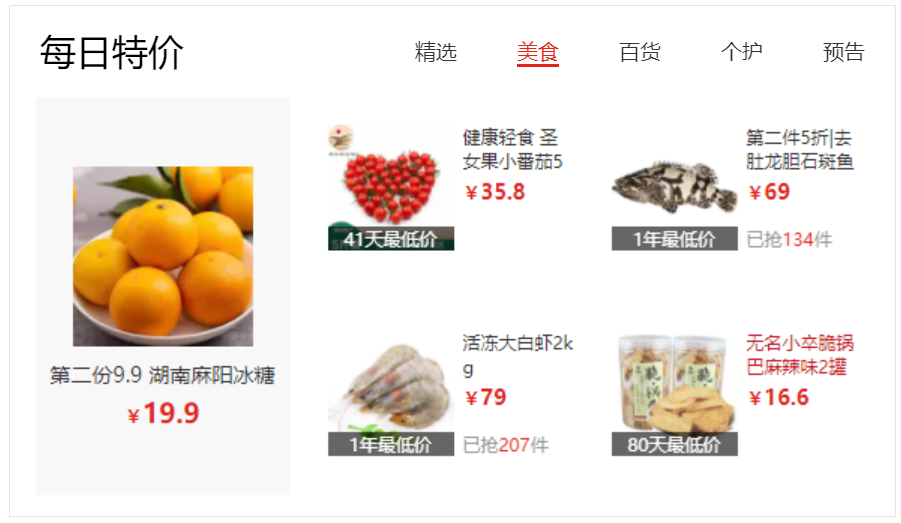 每日特价
精选 美食 百货 个护 预告
第二份9.9 湖南麻阳冰糖
￥19.9
健康轻食 圣
女果小番茄5
￥35.8
41天最低价
第二件5折|去
肚龙胆石斑鱼
￥69
1年最低价
已抢134件
活冻大白虾2k
g
￥79
1年最低价
已抢207件
无名小卒脆锅
巴麻辣味2罐
￥16.6
80天最低价